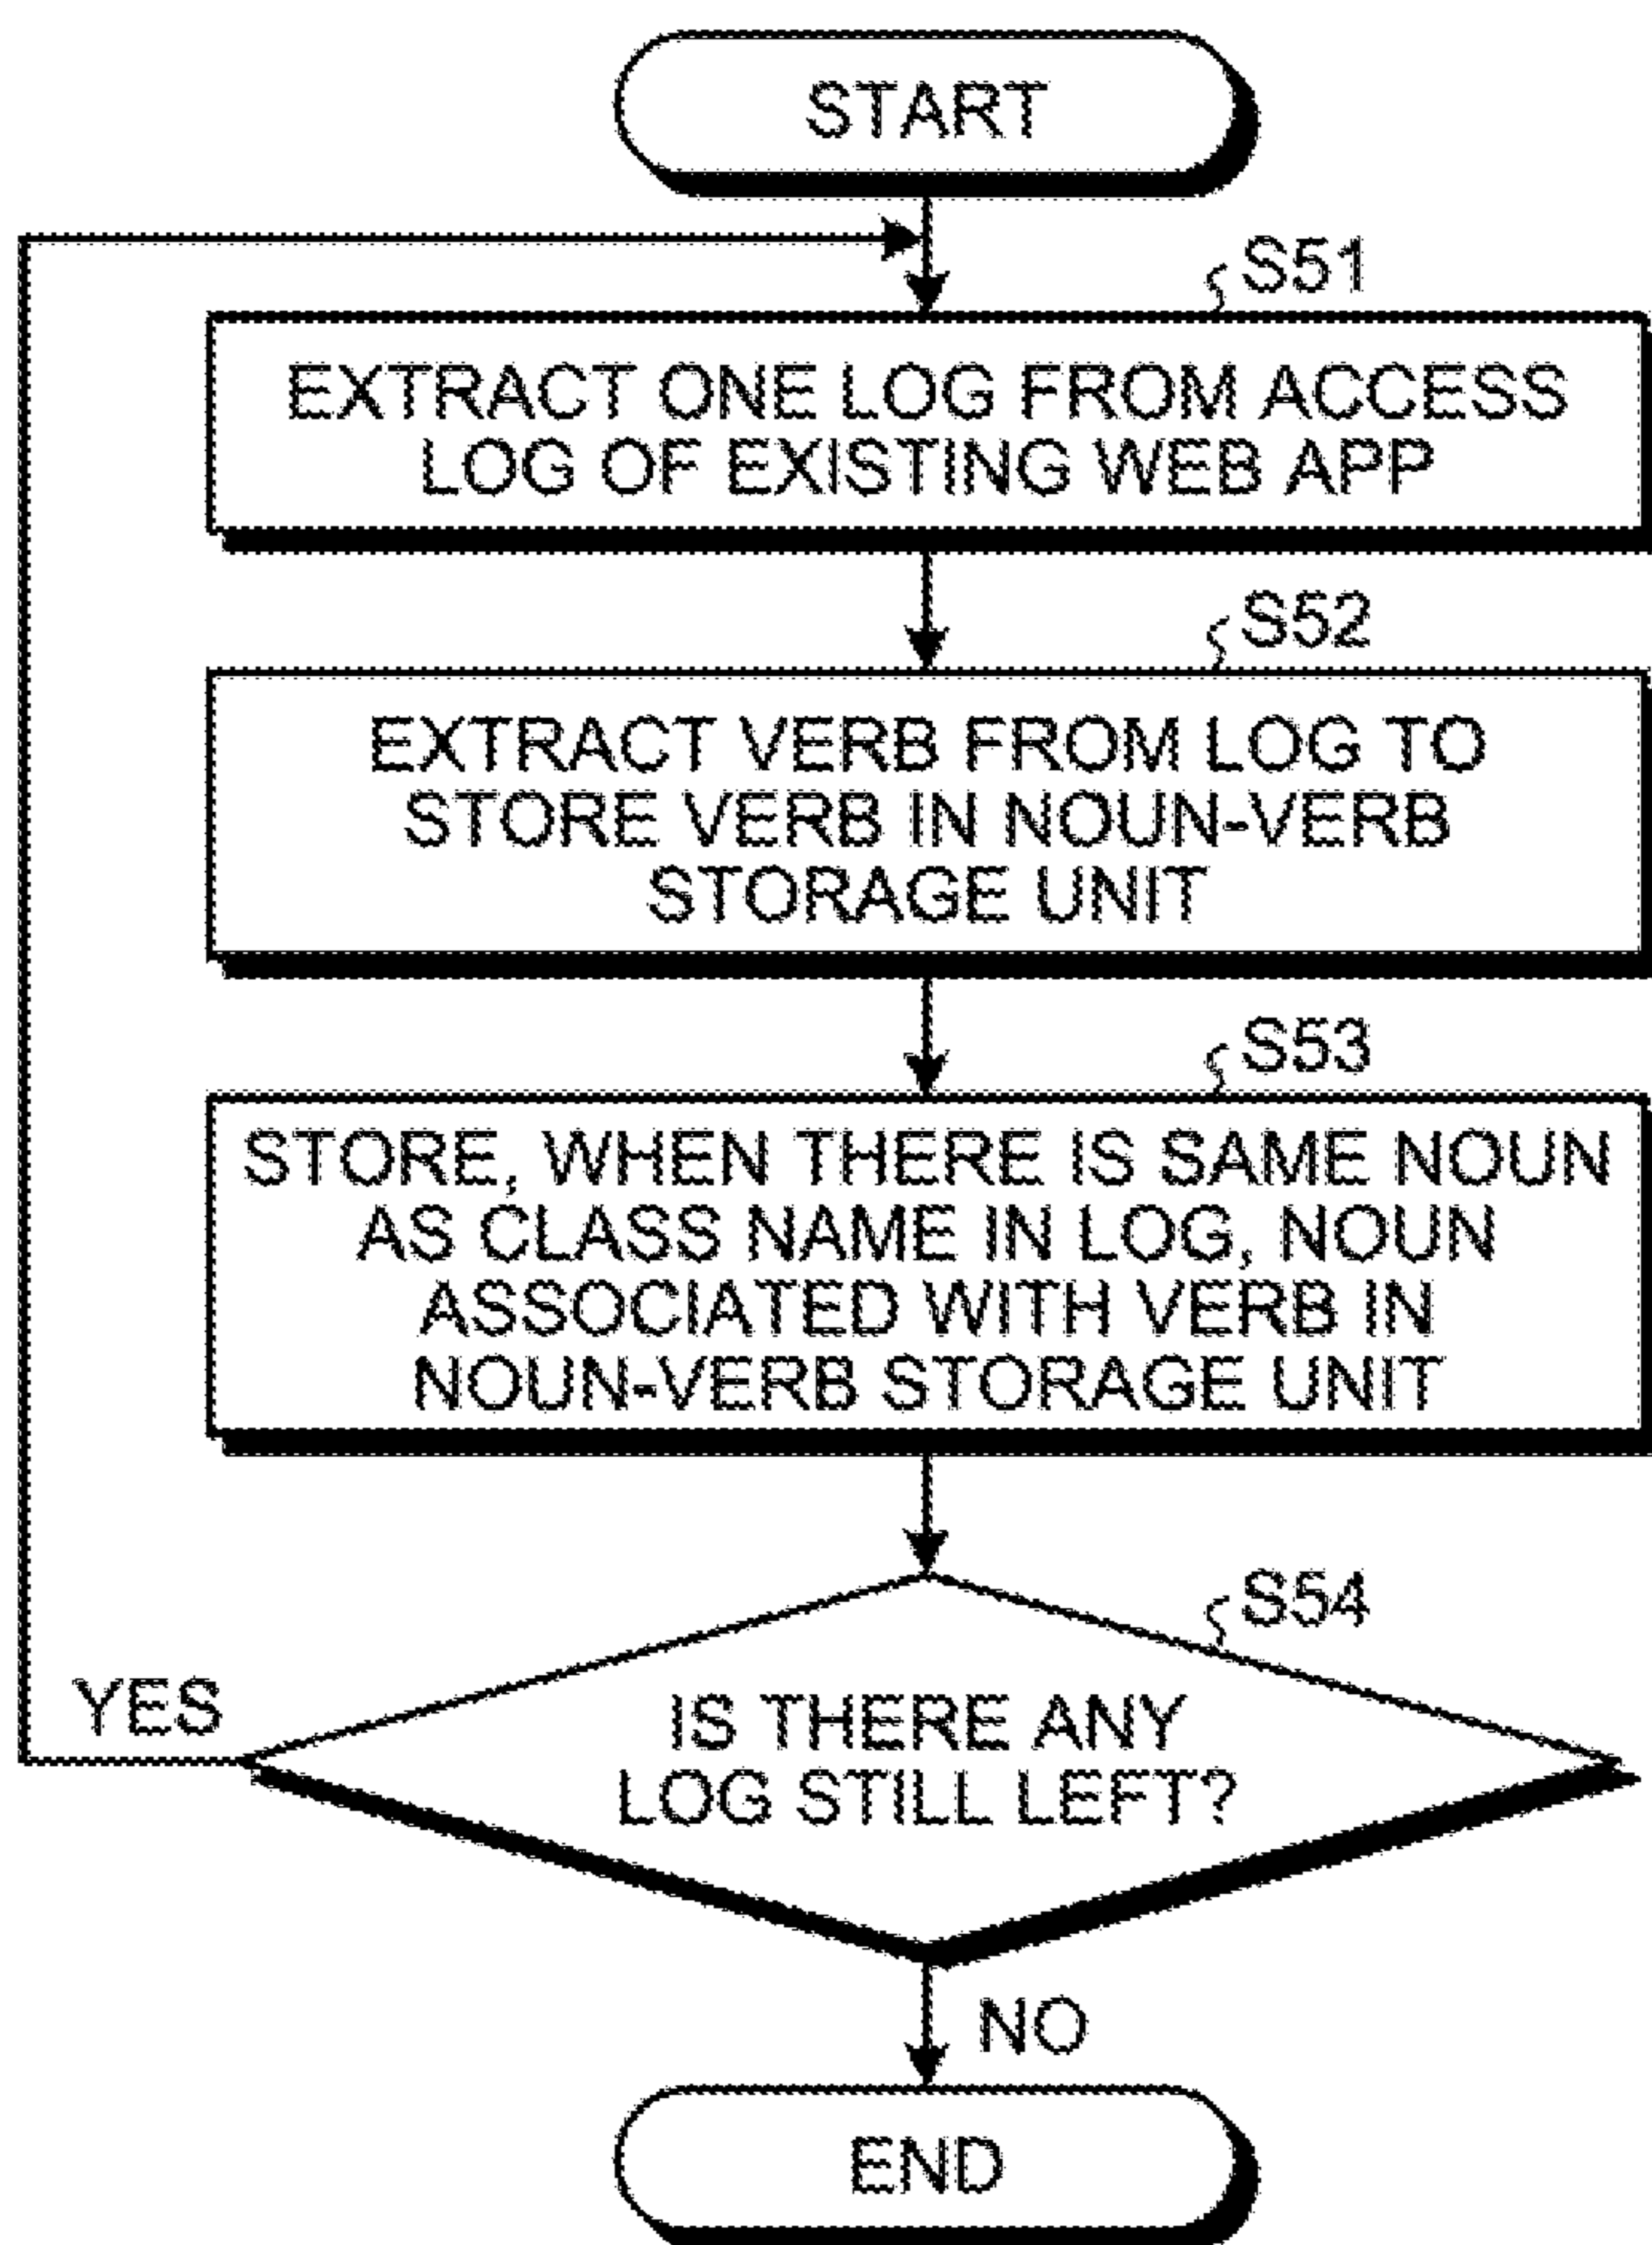 START
S51
EXTRACT ONE LOG FROM ACCESS
LOG OF EXISTING WEB APP
S52
EXTRACT VERB FROM LOG TO
STORE VERB IN NOUN-VERB
STORAGE UNIT
S53
STORE, WHEN THERE IS SAME NOUN
AS CLASS NAME IN LOG, NOUN
ASSOCIATED WITH VERB IN
NOUN-VERB STORAGE UNIT
S54
IS THERE ANY
LOG STILL LEFT?
YES
NO
END